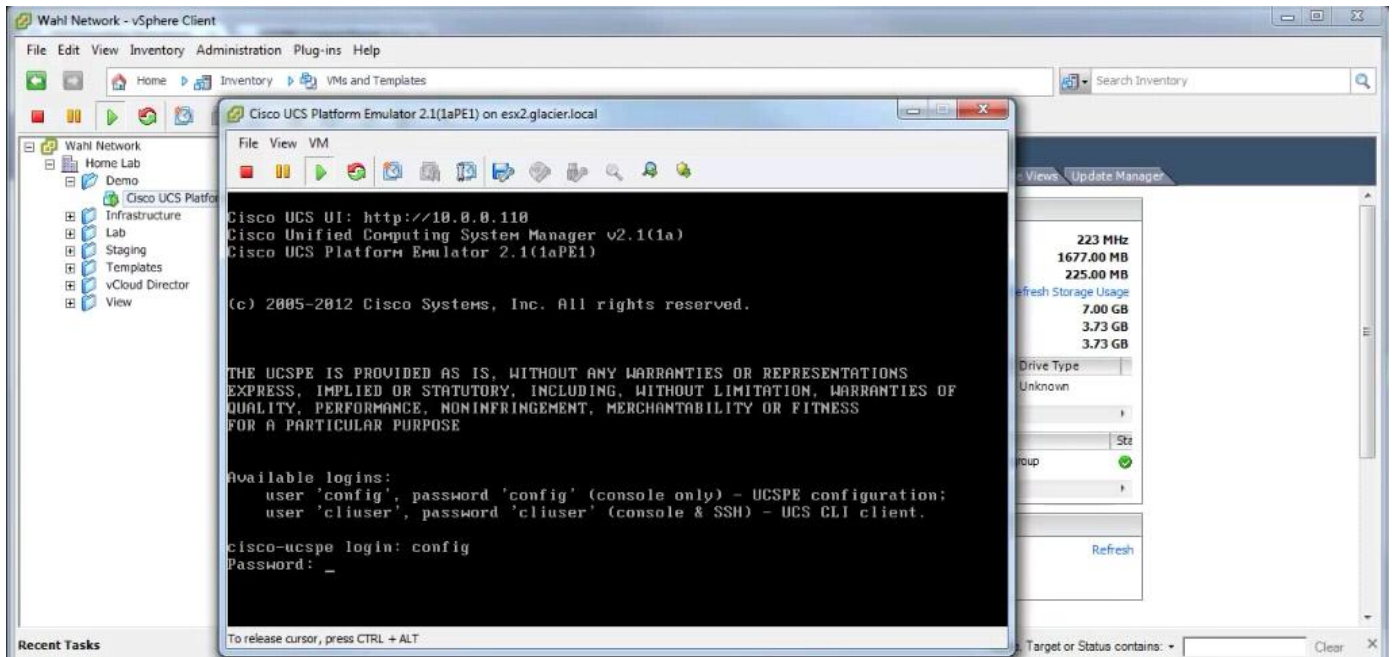 Wahl Network - vSphere Client
File Edit View Inventory Administration Plug-ins Help
Home Inventory VMs and Templates
Search Inventory
Wahl Network
Home Lab
Demo
Cisco UCS Platfo
Infrastructure
Lab
Staging
Templates
vCloud Director
View
Cisco UCS Platform Emulator 2.1(1aPE1) on esx2.glacier.local
File View VM
Cisco UCS UI: http://10.0.0.110
Cisco Unified Computing System Manager v2.1(1a)
Cisco UCS Platform Emulator 2.1(1aPE1)
(c) 2005-2012 Cisco Systems, Inc. All rights reserved.
THE UCSPE IS PROVIDED AS IS, WITHOUT ANY WARRANTIES OR REPRESENTATIONS
EXPRESS, IMPLIED OR STATUTORY, INCLUDING, WITHOUT LIMITATION, WARRANTIES OF
QUALITY, PERFORMANCE, NONINFRINGEMENT, MERCHANTABILITY OR FITNESS
FOR A PARTICULAR PURPOSE
Available logins:
user 'config', password 'config' (console only) - UCSPE configuration;
user 'cliuser', password 'cliuser' (console & SSH) - UCS CLI client.
cisco-ucspe login: config
Password: _
To release cursor, press CTRL + ALT
Views Update Manager
223 MHz
1677.00 MB
225.00 MB
efresh Storage Usage
7.00 GB
3.73 GB
3.73 GB
Drive Type
Unknown
Sta
roup
Refresh
Recent Tasks
Target or Status contains:
Clear